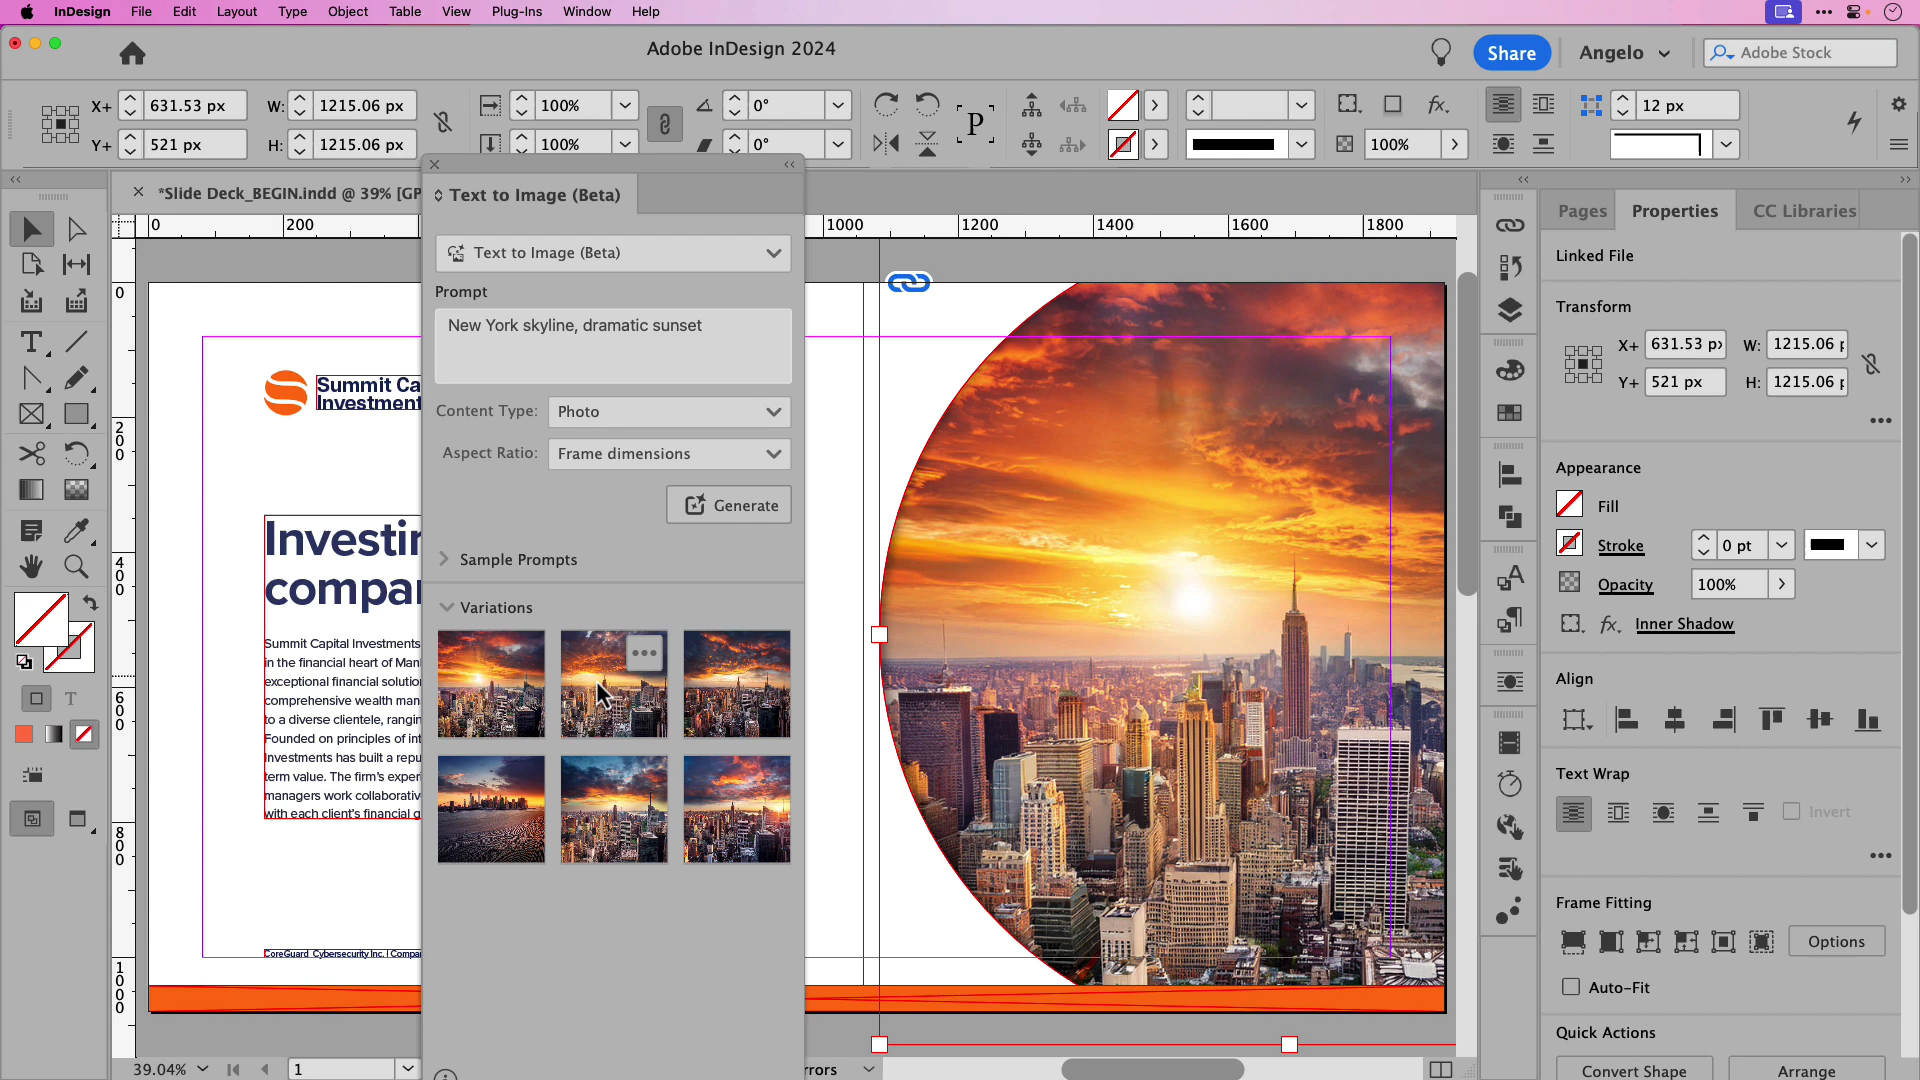 InDesign File Edit Layout Type Object Table View Plug-Ins Window Help
Adobe InDesign 2024
Share
Angelo
Adobe Stock
X+ 631.53 px
W: 1215.06 px
100%
0°
12 px
Y+ 521 px
H: 1215.06 px
100%
0°
P
fx.
100%
*Slide Deck_BEGIN.indd @ 39% [GP
0 200 1000 1200 1400 1600 1800
0
200
400
600
800
1000
Summit Ca
Investment
Investin
compar
Summit Capital Investments
in the financial heart of Manl
exceptional financial solution
comprehensive wealth man
to a diverse clientele, rangin
Founded on principles of int
Investments has built a repu
term value. The firm's exper
managers work collaborativ
with each client's financial g
CoreGuard Cybersecurity Inc. | Compan
39.04%
1
rrors
Text to Image (Beta)
Text to Image (Beta)
Prompt
New York skyline, dramatic sunset
Content Type: Photo
Aspect Ratio: Frame dimensions
Generate
Sample Prompts
Variations
Pages Properties CC Libraries
Linked File
Transform
X+ 631.53 p
W: 1215.06
Y+ 521 px
H: 1215.06
Appearance
Fill
Stroke
0 pt
Opacity
100%
fx. Inner Shadow
Align
Text Wrap
Invert
Frame Fitting
Options
Auto-Fit
Quick Actions
Convert Shape
Arrange